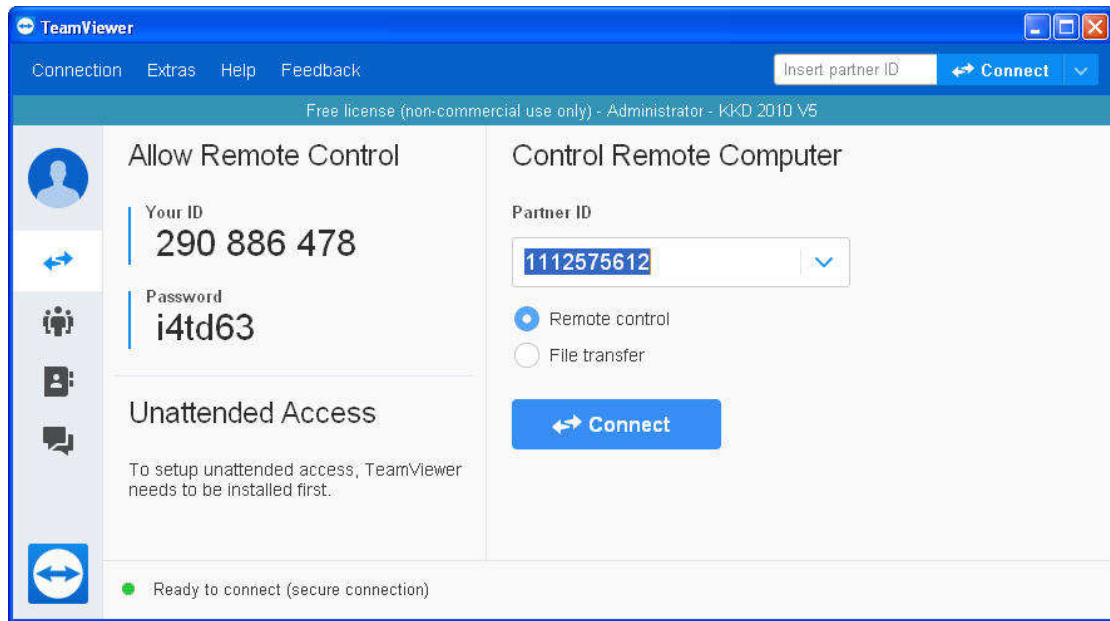 TeamViewer
Connection Extras Help Feedback
Insert partner ID
Connect
Free license (non-commercial use only) - Administrator - KKD 2010 V5
Allow Remote Control
Your ID
290 886 478
Password
i4td63
Unattended Access
To setup unattended access, TeamViewer
needs to be installed first.
Control Remote Computer
Partner ID
1112575612
Remote control
File transfer
Connect
Ready to connect (secure connection)